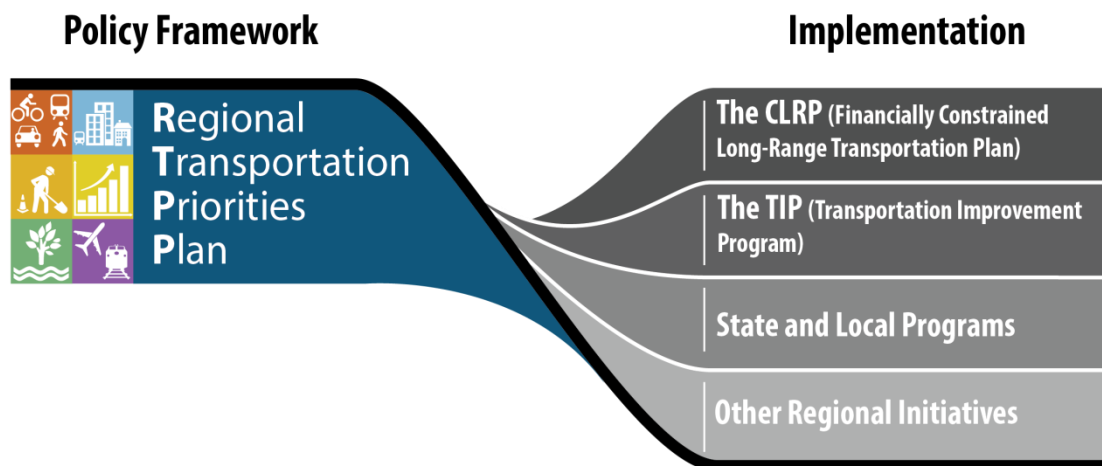 Policy Framework
Implementation
Regional
Transportation
Priorities
Plan
The CLRP (Financially Constrained
Long-Range Transportation Plan)
The TIP (Transportation Improvement
Program)
State and Local Programs
Other Regional Initiatives